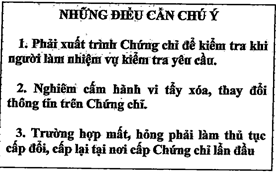 NHỮNG ĐIỀU CẦN CHÚ Ý
1. Phải xuất trình Chứng chỉ để kiểm tra khi
người làm nhiệm vụ kiểm tra yêu cầu.
2. Nghiêm cấm hành vi tẩy xóa, thay đổi
thông tin trên Chứng chỉ.
3. Trường hợp mất, hỏng phải làm thủ tục
cấp đổi, cấp lại tại nơi cấp Chứng chỉ lần đầu